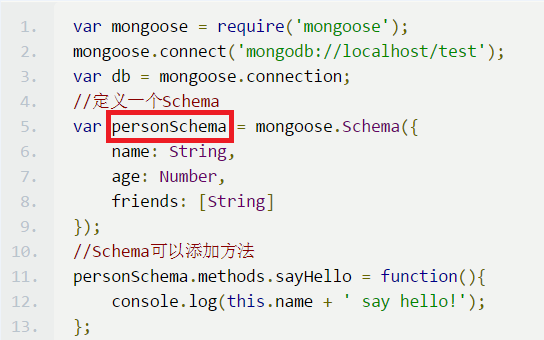 1. var mongoose = require('mongoose');
2. mongoose.connect('mongodb://localhost/test');
3. var db = mongoose.connection;
4. //定义一个Schema
5. var personSchema = mongoose.Schema({
6.     name: String,
7.     age: Number,
8.     friends: [String]
9. });
10. //Schema可以添加方法
11. personSchema.methods.sayHello = function(){
12.     console.log(this.name + ' say hello!');
13. };